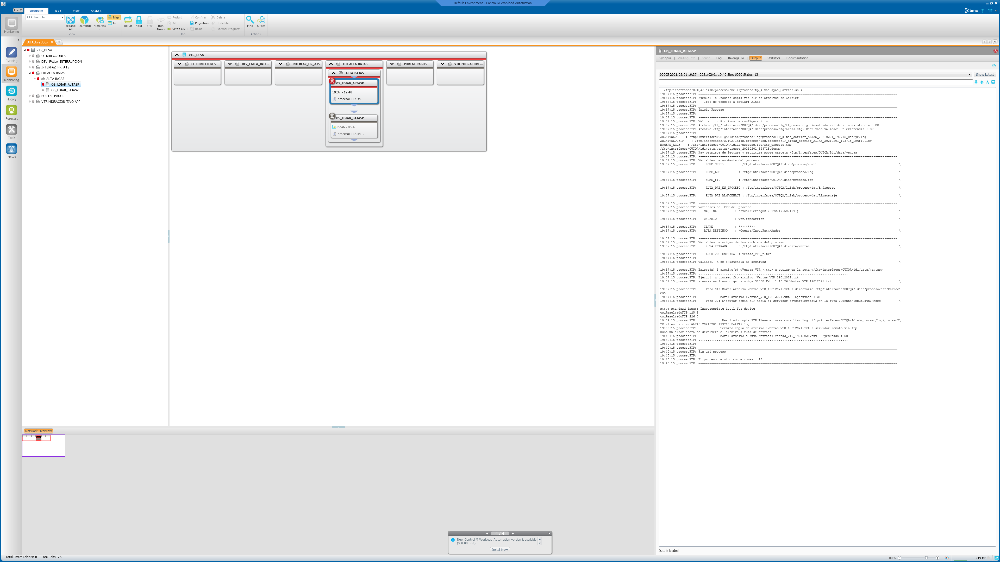 Default Environment - Control-M Workload Automation
File
Viewpoint
Tools
View
Analysis
bmc
?
All Active Jobs
Expand All
Rearrange
Hierarchy
Map
List
View
Rerun
Hold
Free
Run Now
Restart
Kill
Set to OK
Confirm
Projection
React
Delete
Undelete
External Programs
Job
Find
Order
Actions
Monitoring
Planning
Monitoring
History
Forecast
Tools
News
All Active Jobs
VTR_DESA
CC-DIRECCIONES
DEV_FALLA_INTERRUPCION
INTERFAZ_HR_ATS
LDI-ALTA-BAJAS
ALTA-BAJAS
OS_LDIAB_ALTASP
OS_LDIAB_BAJASP
PORTAL-PAGOS
VTR-MIGRACION-TIVO-APP
VTR_DESA
CC-DIRECCIONES
DEV_FALLA_INTE...
INTERFAZ_HR_ATS
LDI-ALTA-BAJAS
PORTAL-PAGOS
VTR-MIGRACION-...
ALTA-BAJAS
OS_LDIAB_ALTASP
19:37 - 19:40
procesoETLA.sh
OS_LDIAB_BAJASP
05:46 - 05:46
procesoETLA.sh B
Network Overview
4 / 4
New Control-M Workload Automation version is available
(9.0.00.300)
Install Now
OS_LDIAB_ALTASP
Synopsis | Waiting Info | Script | Log | Belongs To | Output | Statistics | Documentation
00005 2021/02/01 19:37 - 2021/02/01 19:40 Size: 6950 Status: 13
Show Latest
+ /ftp/interfaces/OUTQA/ldiab/proceso/shell/procesoFtp_AltasBajas_Carrier.sh A
19:37:15 procesoFTP: =============================================================================================================
19:37:15 procesoFTP: Ejecuci  n Proceso copia via FTP de archivos de Carrier
19:37:15 procesoFTP:    Tipo de proceco a copiar: Altas
19:37:15 procesoFTP: _____________________________________________________________________________________________________________
19:37:15 procesoFTP: Inicio Proceso
19:37:15 procesoFTP:
19:37:15 procesoFTP: -------------------------------------------------------------------------------------------------------------
19:37:15 procesoFTP: Validaci  n Archivos de configuraci  n
19:37:15 procesoFTP: Archivo /ftp/interfaces/OUTQA/ldiab/proceso/cfg/ftp_user.cfg. Resultado validaci  n existencia : OK
19:37:15 procesoFTP: Archivo /ftp/interfaces/OUTQA/ldiab/proceso/cfg/altas.cfg. Resultado validaci  n existencia : OK
19:37:15 procesoFTP: -------------------------------------------------------------------------------------------------------------
ARCHIVOLOG    : /ftp/interfaces/OUTQA/ldiab/proceso/log/procesoFTP_altas_carrier_ALTAS_20210201_193715_DetEje.log
ARCHIVOLOGFTP    : /ftp/interfaces/OUTQA/ldiab/proceso/log/procesoFTP_altas_carrier_ALTAS_20210201_193715_DetFTP.log
NOMBRE_ARCH    : /ftp/interfaces/OUTQA/ldiab/proceso/ftp/ftp_proceso.tmp
/ftp/interfaces/OUTQA/ldi/data/ventas/prueba_20210201_193715.dummy
19:37:15 procesoFTP: Hay permisos de lectura y escritura sobre carpeta /ftp/interfaces/OUTQA/ldi/data/ventas
19:37:15 procesoFTP: -------------------------------------------------------------------------------------------------------------
19:37:15 procesoFTP: Variables de ambiente del proceso
19:37:15 procesoFTP:     HOME_SHELL        : /ftp/interfaces/OUTQA/ldiab/proceso/shell \
19:37:15 procesoFTP:     HOME_LOG          : /ftp/interfaces/OUTQA/ldiab/proceso/log \
19:37:15 procesoFTP:     HOME_FTP          : /ftp/interfaces/OUTQA/ldiab/proceso/ftp \
19:37:15 procesoFTP:     RUTA_DAT_EN_PROCESO : /ftp/interfaces/OUTQA/ldiab/proceso/dat/EnProceso \
19:37:15 procesoFTP:     RUTA_DAT_ALMACENAJE : /ftp/interfaces/OUTQA/ldiab/proceso/dat/Almacenaje \
19:37:15 procesoFTP: -------------------------------------------------------------------------------------------------------------
19:37:15 procesoFTP: Variables del FTP del proceso
19:37:15 procesoFTP:    MAQUINA          : srvcarrierstg02 ( 172.17.58.199 ) \
19:37:15 procesoFTP:    USUARIO          : vtr/ftpcarrier \
19:37:15 procesoFTP:    CLAVE            : *********
19:37:15 procesoFTP:    RUTA DESTINOO    : /Cuenta/InputPath/Andes \
19:37:15 procesoFTP: -------------------------------------------------------------------------------------------------------------
19:37:15 procesoFTP: Variables de origen de los archivos del proceso
19:37:15 procesoFTP:     RUTA ENTRADA      : /ftp/interfaces/OUTQA/ldi/data/ventas \
19:37:15 procesoFTP:     ARCHIVOS ENTRADA  : Ventas_VTR_*.txt
19:37:15 procesoFTP: -------------------------------------------------------------------------------------------------------------
19:37:15 procesoFTP: validaci  n de existencia de archivos \
19:37:15 procesoFTP: Existe(n) 1 archivo(s) <Ventas_VTR_*.txt> a copiar en la ruta </ftp/interfaces/OUTQA/ldi/data/ventas>
19:37:15 procesoFTP: ..................................................................................
19:37:15 procesoFTP: Ejecuci  n proceso ftp archivo: Ventas_VTR_19012021.txt
19:37:15 procesoFTP: -rw-rw-r-- 1 usroutqa usroutqa 38568 Feb  1 16:26 Ventas_VTR_19012021.txt \
19:37:15 procesoFTP:     Paso 01: Mover archivo Ventas_VTR_19012021.txt a directorio /ftp/interfaces/OUTQA/ldiab/proceso/dat/EnProc\
eso
19:37:15 procesoFTP:             Mover archivo :Ventas_VTR_19012021.txt - Ejecutado : OK
19:37:15 procesoFTP:     Paso 02: Ejecutar copia FTP hacia el servidor srvcarrierstg02 en la ruta /Cuenta/InputPath/Andes \
stty: standard input: Inappropriate ioctl for device
codResultadoFTP_125 1
codResultadoFTP_226 0
19:39:15 procesoFTP:              Resultado copia FTP Tiene errores consultar log: /ftp/interfaces/OUTQA/ldiab/proceso/log/procesoF\
TP_altas_carrier_ALTAS_20210201_193715_DetFTP.log
19:39:15 procesoFTP:             Termino copia de archivo :Ventas_VTR_19012021.txt a servidor remoto via ftp
Hubo un error ahora se devolvera el archivo a ruta de entrada
19:40:15 procesoFTP:             Mover archivo a ruta Entrada: Ventas_VTR_19012021.txt - Ejecutado : OK
19:40:15 procesoFTP: ..................................................................................
19:40:15 procesoFTP:
19:40:15 procesoFTP: _____________________________________________________________________________________________________________
19:40:15 procesoFTP: Fin del proceso
19:40:15 procesoFTP:
19:40:15 procesoFTP: El proceso termino con errores : 13
19:40:15 procesoFTP: =============================================================================================================
Data is loaded
Total Smart Folders: 0    Total Jobs: 26
100%
249 MB